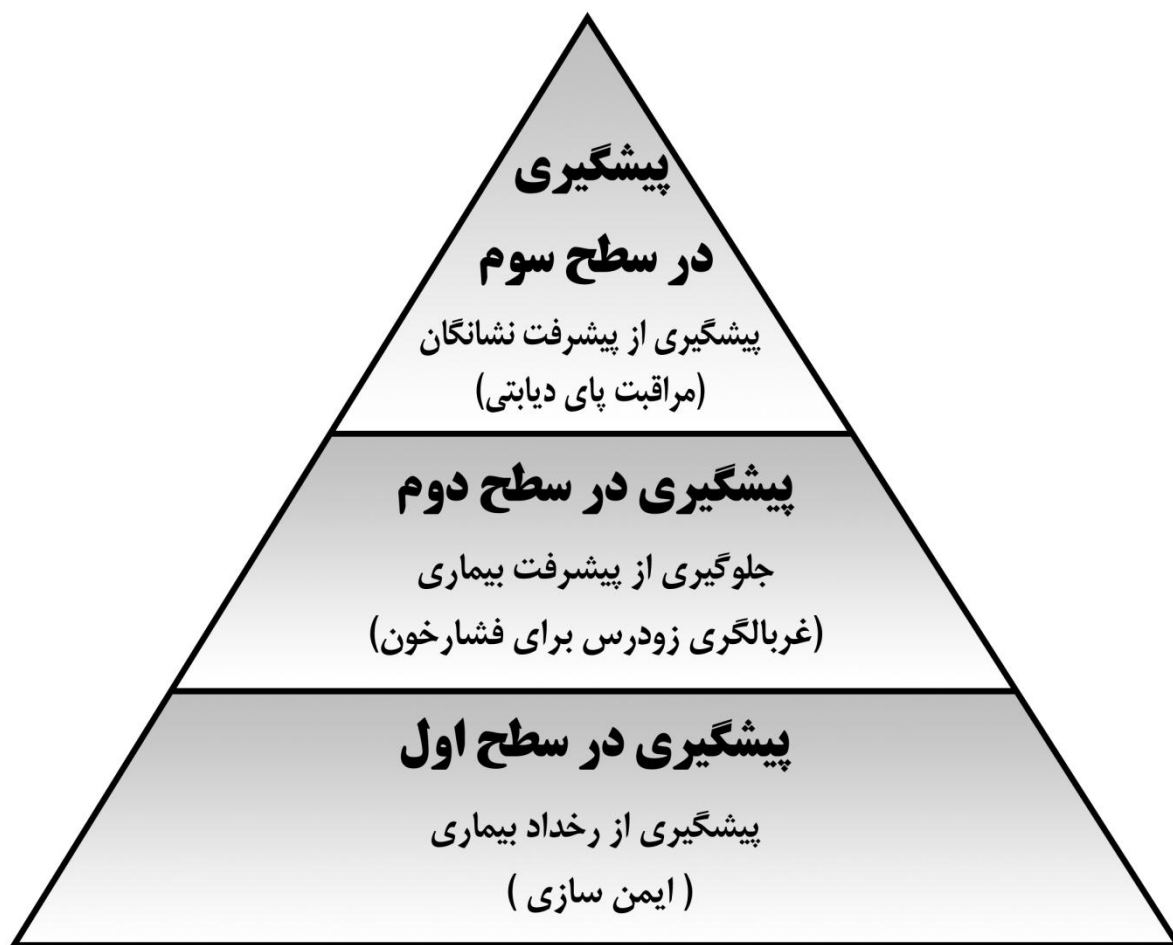 پیشگیری
در سطح سوم
پیشگیری از پیشرفت نشانگان
(مراقبت پای دیابتی)
پیشگیری در سطح دوم
جلوگیری از پیشرفت بیماری
(غربالگری زودرس برای فشارخون)
پیشگیری در سطح اول
پیشگیری از رخداد بیماری
( ایمن سازی )